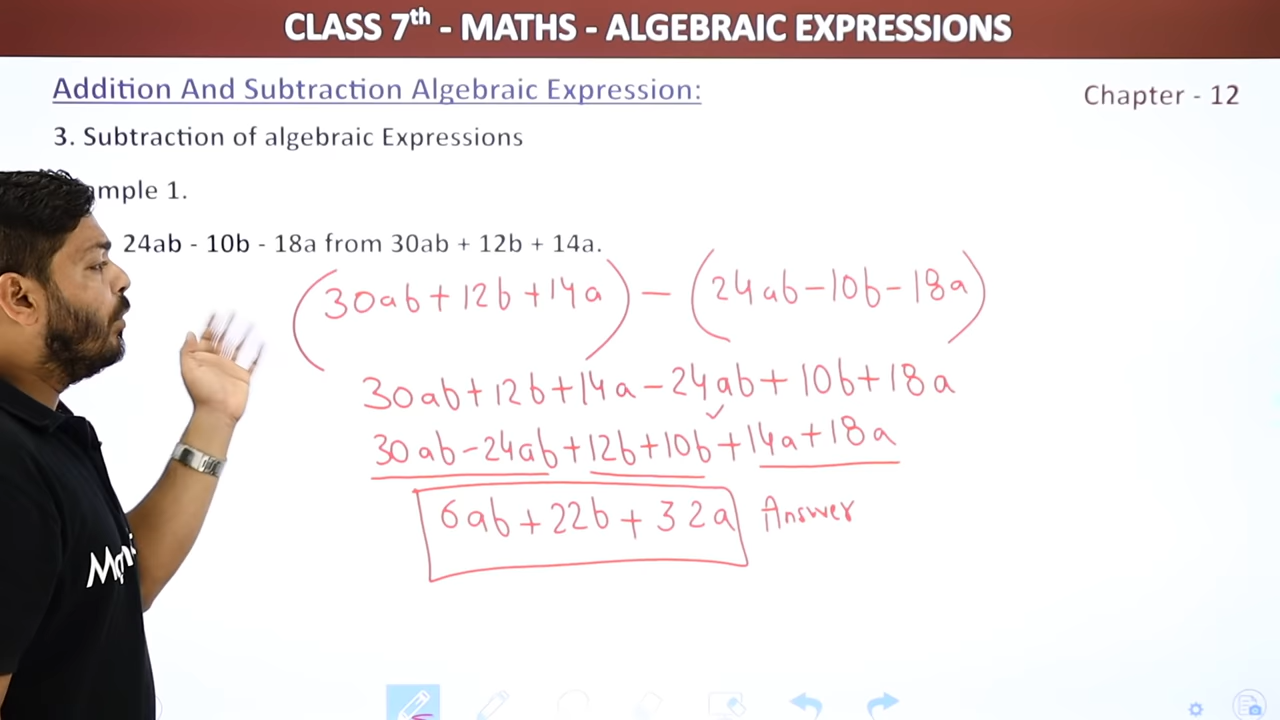 CLASS 7th - MATHS - ALGEBRAIC EXPRESSIONS
Addition And Subtraction Algebraic Expression:
Chapter - 12
3. Subtraction of algebraic Expressions
ample 1.
24ab - 10b - 18a from 30ab + 12b + 14a.
(30ab+12b+14a) - (24ab-10b-18a)
30ab+12b+14a-24ab+10b+18a
30ab-24ab+12b+10b+14a+18a
6ab+22b+32a Answer